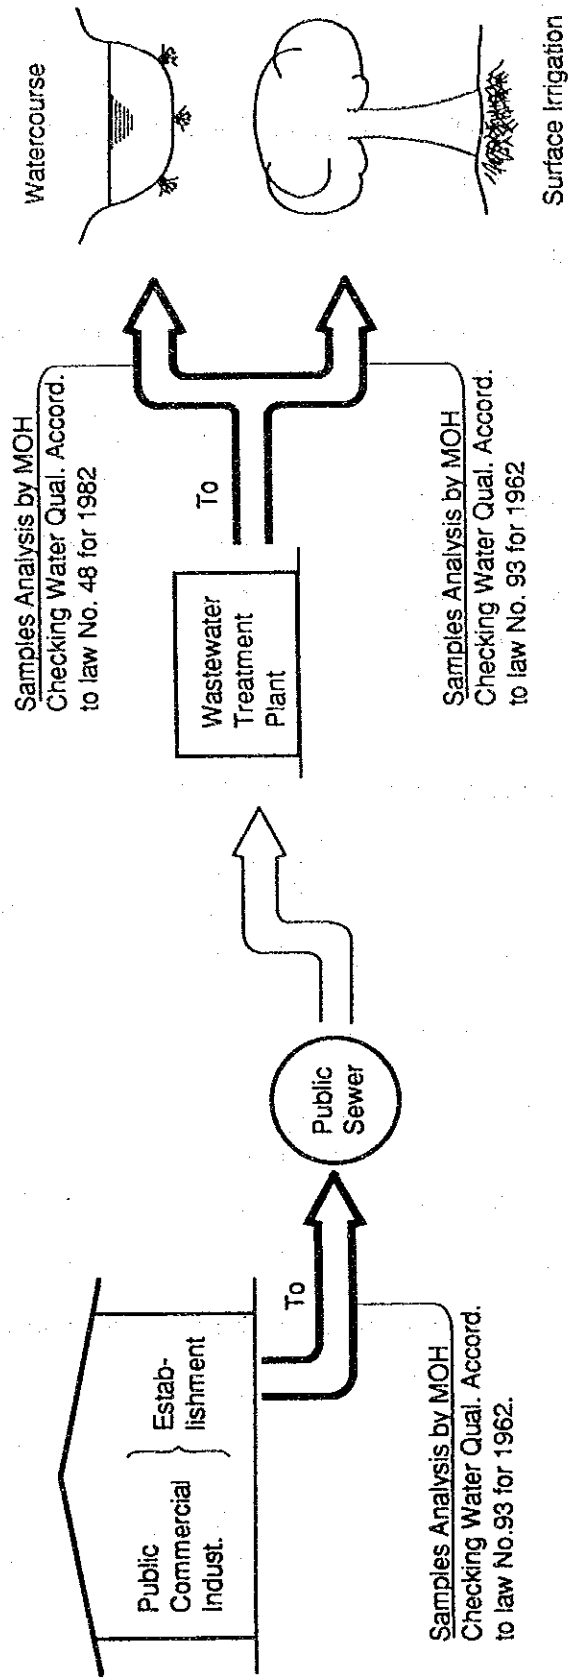 Public
Commercial
Indust.
Estab-
lishment
To
Samples Analysis by MOH
Checking Water Qual. Accord.
to law No.93 for 1962.
Public
Sewer
Wastewater
Treatment
Plant
To
Samples Analysis by MOH
Checking Water Qual. Accord.
to law No. 48 for 1982
Samples Analysis by MOH
Checking Water Qual. Accord.
to law No. 93 for 1962
Watercourse
Surface Irrigation